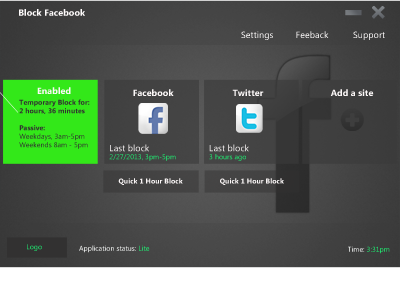 Block Facebook
Settings Feeback Support
Enabled
Temporary Block for:
2 hours, 36 minutes
Passive:
Weekdays, 3am-5pm
Weekends 8am - 5pm
Facebook
Last block
2/27/2013, 3pm-5pm
Quick 1 Hour Block
Twitter
Last block
3 hours ago
Quick 1 Hour Block
Add a site
Logo
Application status: Lite
Time: 3:31pm